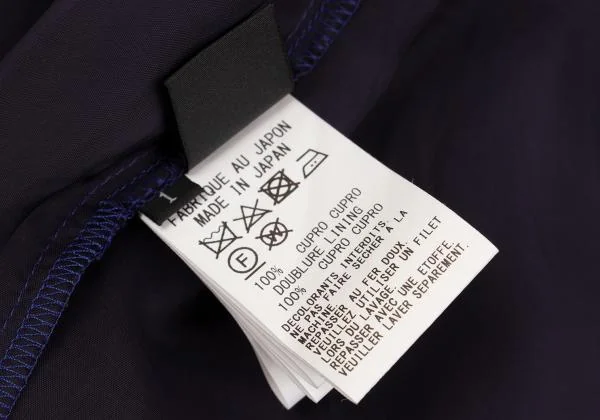 1
FABRIQUE AU JAPON
MADE IN JAPAN
F
100% CUPRO CUPRO
DOUBLURE LINING
100% CUPRO CUPRO
DECOLORANTS INTERDITS.
NE PAS FAIRE SECHER A LA
MACHINE.
REPASSER AU FER DOUX.
VEUILLEZ UTILISER UN FILET
LORS DU LAVAGE.
REPASSER AVEC UNE ETOFFE.
VEUILLER LAVER SEPAREMENT.